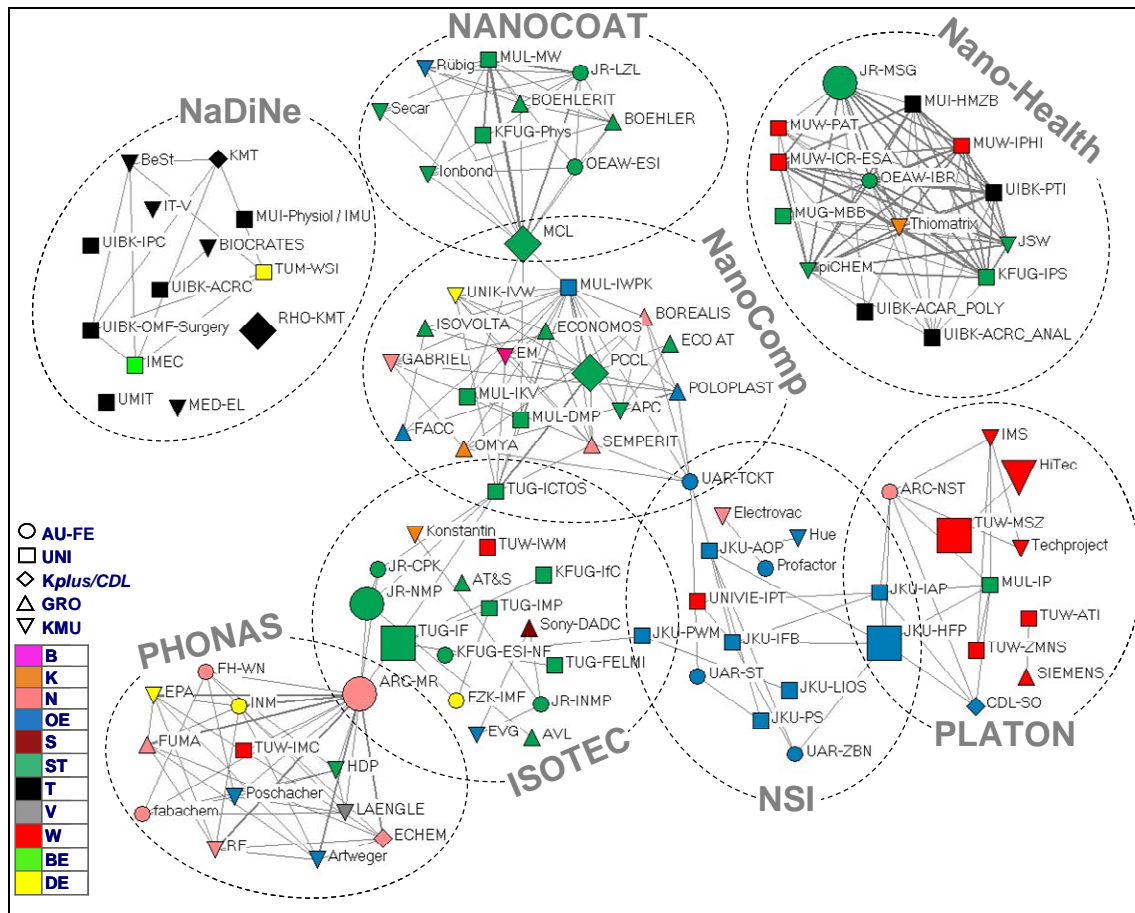 NANOCOAT
MUL-MW
Rübig
JR-LZL
Secar
BOEHLERIT
BOEHLER
KFUG-Phys
Ionbond
OEAW-ESI
MCL
Nano-Health
JR-MSG
MUI-HMZB
MUW-PAT
MUW-IPHI
MUW-ICR-ESA
OEAW-IBR
UIBK-PTI
MUG-MBB
Thiomatrix
JSW
piCHEM
KFUG-IPS
UIBK-ACAR_POLY
UIBK-ACRC_ANAL
NaDiNe
BeSt
KMT
IT-V
MUI-Physiol / IMU
UIBK-IPC
BIOCRATES
TUM-WSI
UIBK-ACRC
UIBK-OMF-Surgery
RHO-KMT
IMEC
UMIT
MED-EL
NanoComp
UNIK-IVW
MUL-IWPK
BOREALIS
ISOVOLTA
ECONOMOS
ECO AT
GABRIEL
EM
PCCL
POLOPLAST
MUL-IKV
APC
MUL-DMP
FACC
OMYA
SEMPERIT
TUG-ICTOS
UAR-TCKT
Konstantin
TUW-IWM
JR-CPK
AT&S
KFUG-IfC
JR-NMP
TUG-IMP
TUG-IF
Sony-DADC
KFUG-ESI-NF
TUG-FELMI
ARC-MR
FZK-IMF
JR-INMP
EVG
AVL
ISOTEC
Electrovac
Hue
JKU-AOP
Profactor
UNIVIE-IPT
JKU-PWM
JKU-IFB
UAR-ST
JKU-LIOS
JKU-PS
UAR-ZBN
NSI
IMS
HiTec
ARC-NST
TUW-MSZ
Techproject
JKU-IAP
MUL-IP
JKU-HFP
TUW-ATI
TUW-ZMNS
SIEMENS
CDL-SO
PLATON
PHONAS
FH-WN
EPA
INM
FUMA
TUW-IMC
HDP
Poschacher
fabachem
LAENGLE
ZRF
ECHEM
Artweger
AU-FE
UNI
Kplus/CDL
GRO
KMU
B
K
N
OE
S
ST
T
V
W
BE
DE